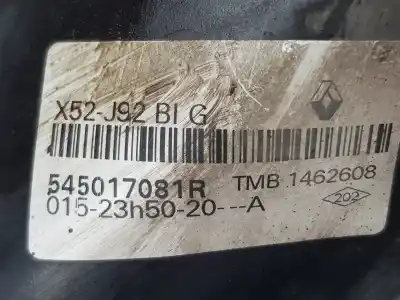 X52-J92 BI G
545017081R TMB 1462608
015-23h50-20---A 202